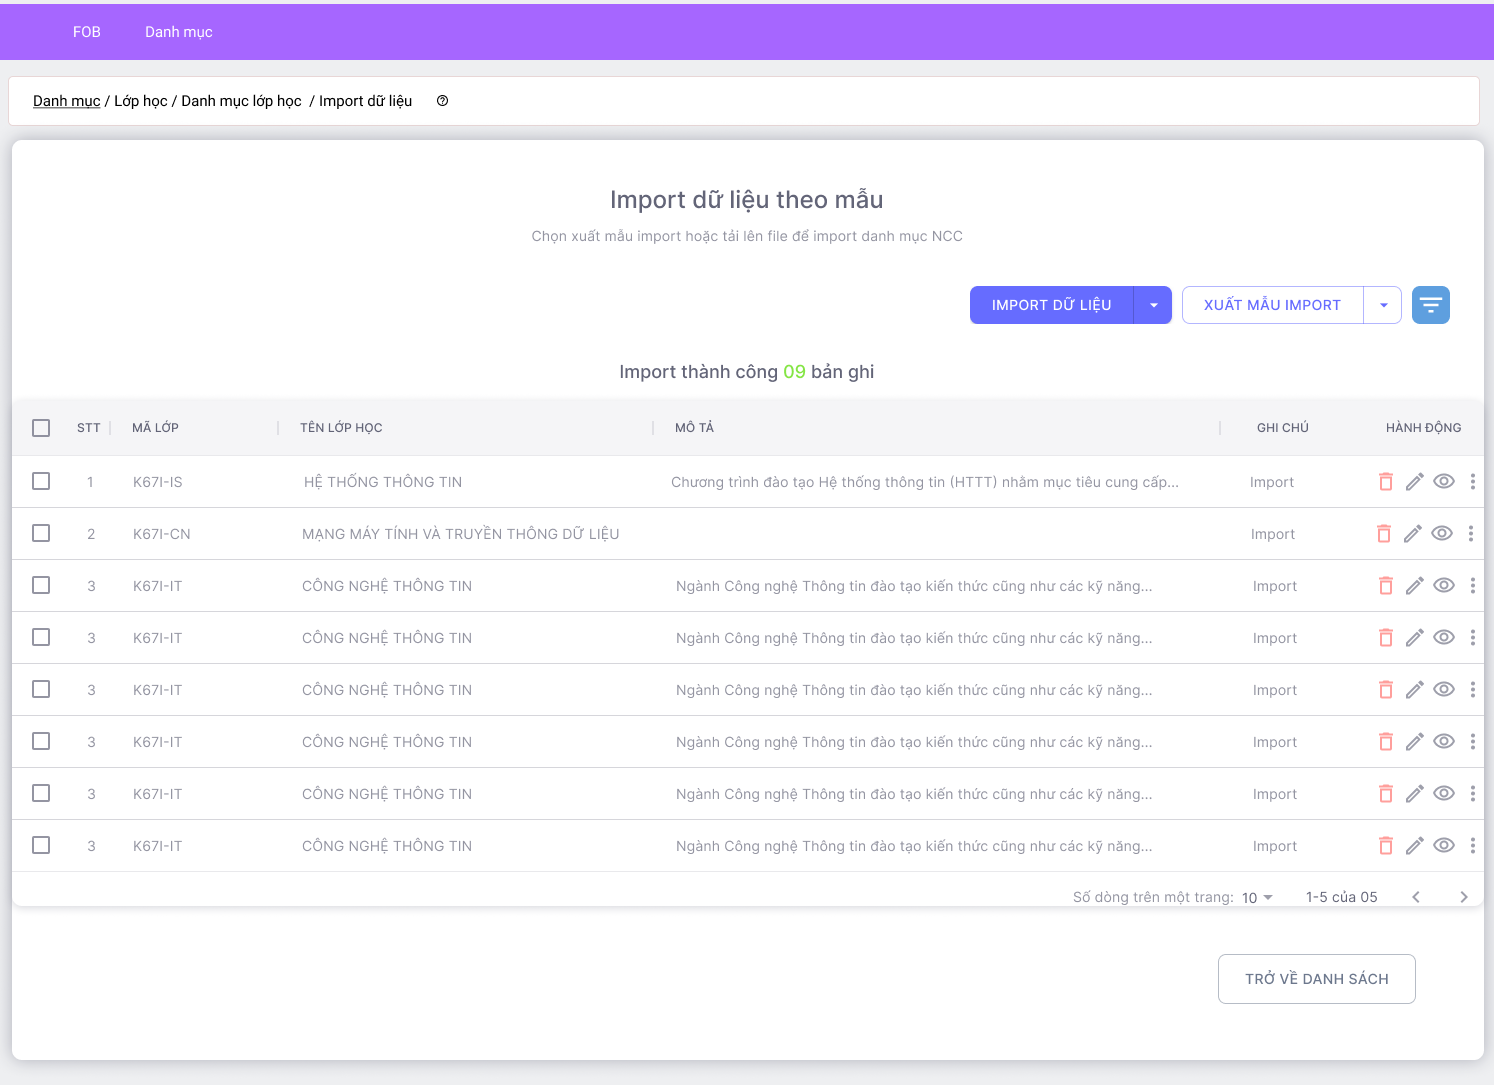 FOB Danh mục
Danh mục / Lớp học / Danh mục lớp học / Import dữ liệu
Import dữ liệu theo mẫu
Chọn xuất mẫu import hoặc tải lên file để import danh mục NCC
IMPORT DỮ LIỆU XUẤT MẪU IMPORT
Import thành công 09 bản ghi
STT MÃ LỚP TÊN LỚP HỌC MÔ TẢ GHI CHÚ HÀNH ĐỘNG
1 K67I-IS HỆ THỐNG THÔNG TIN Chương trình đào tạo Hệ thống thông tin (HTTT) nhằm mục tiêu cung cấp... Import
2 K67I-CN MẠNG MÁY TÍNH VÀ TRUYỀN THÔNG DỮ LIỆU Import
3 K67I-IT CÔNG NGHỆ THÔNG TIN Ngành Công nghệ Thông tin đào tạo kiến thức cũng như các kỹ năng... Import
3 K67I-IT CÔNG NGHỆ THÔNG TIN Ngành Công nghệ Thông tin đào tạo kiến thức cũng như các kỹ năng... Import
3 K67I-IT CÔNG NGHỆ THÔNG TIN Ngành Công nghệ Thông tin đào tạo kiến thức cũng như các kỹ năng... Import
3 K67I-IT CÔNG NGHỆ THÔNG TIN Ngành Công nghệ Thông tin đào tạo kiến thức cũng như các kỹ năng... Import
3 K67I-IT CÔNG NGHỆ THÔNG TIN Ngành Công nghệ Thông tin đào tạo kiến thức cũng như các kỹ năng... Import
3 K67I-IT CÔNG NGHỆ THÔNG TIN Ngành Công nghệ Thông tin đào tạo kiến thức cũng như các kỹ năng... Import
Số dòng trên một trang: 10 1-5 của 05
TRỞ VỀ DANH SÁCH